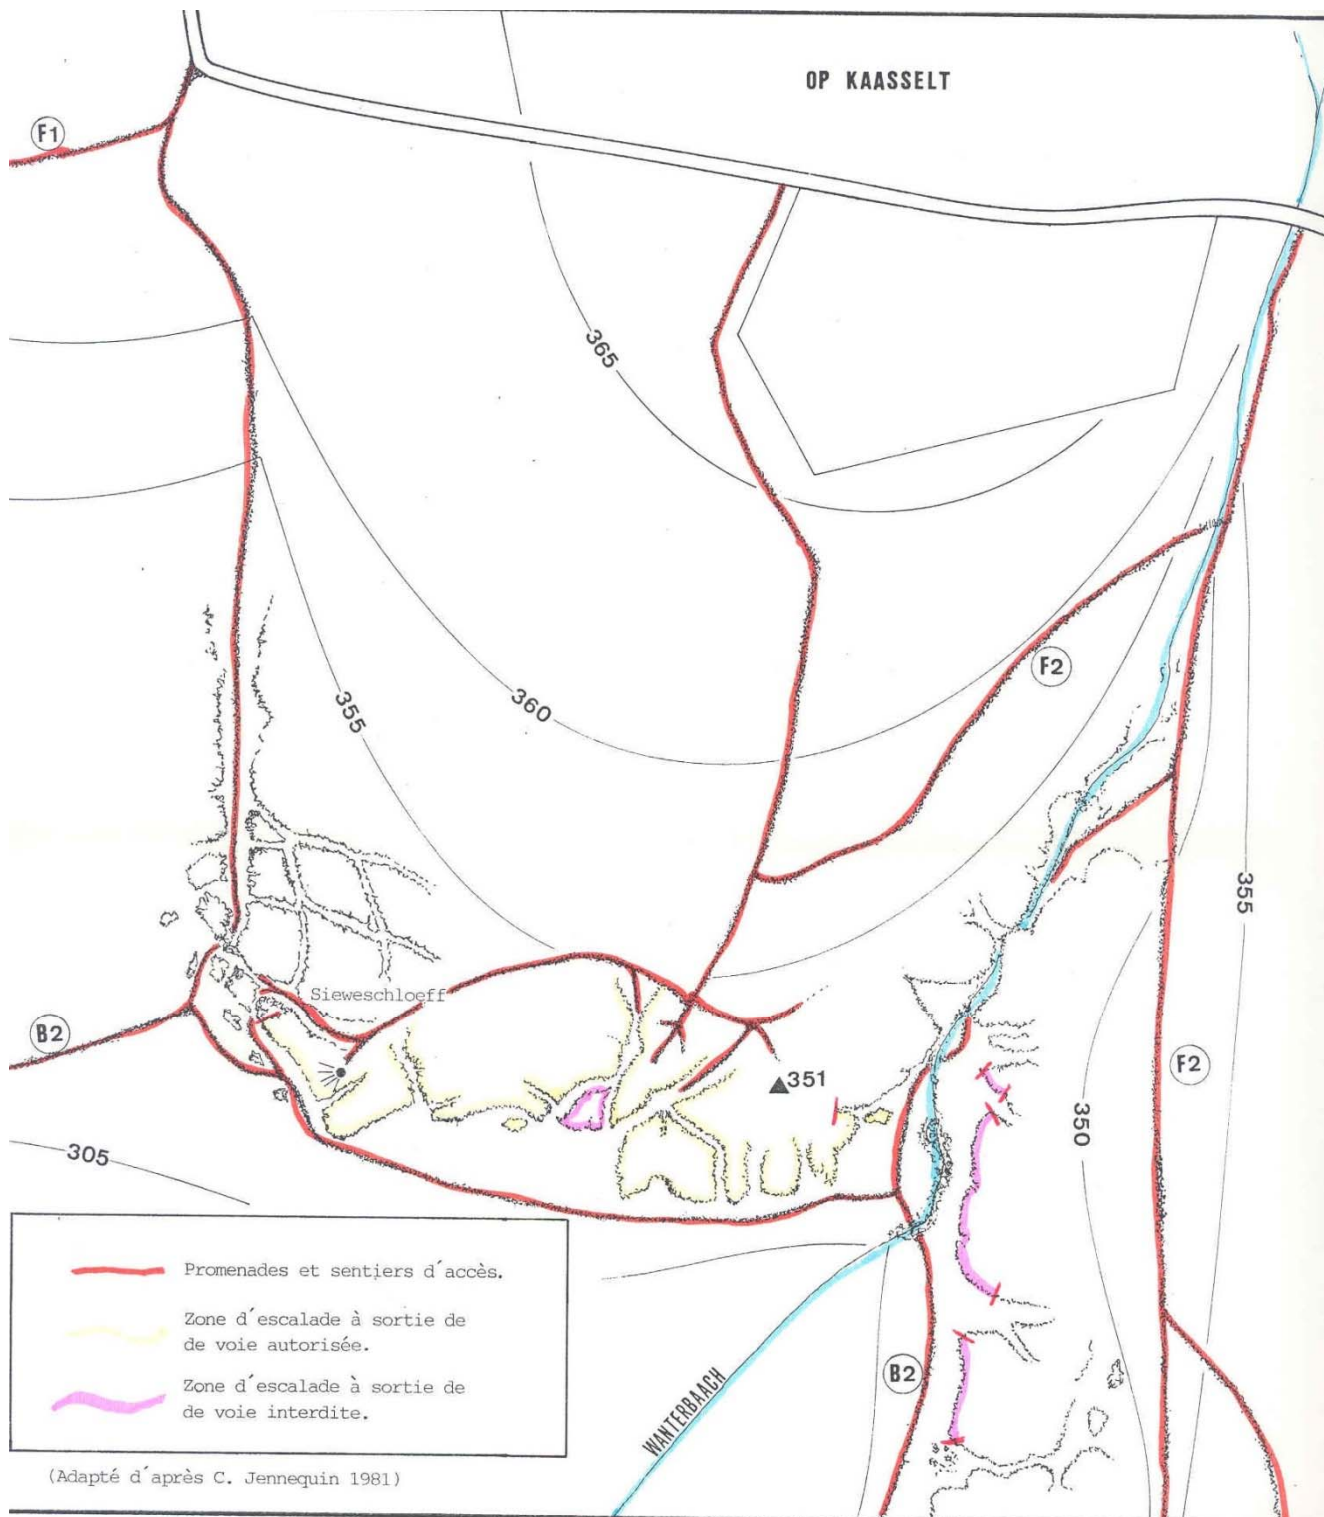 OP KAASSELT
F1
365
F2
360
355
355
Sieweschloeff
B2
F2
351
350
305
Promenades et sentiers d'accès.
Zone d'escalade à sortie de
de voie autorisée.
Zone d'escalade à sortie de
de voie interdite.
B2
WANTERBAACH
(Adapté d'après C. Jennequin 1981)